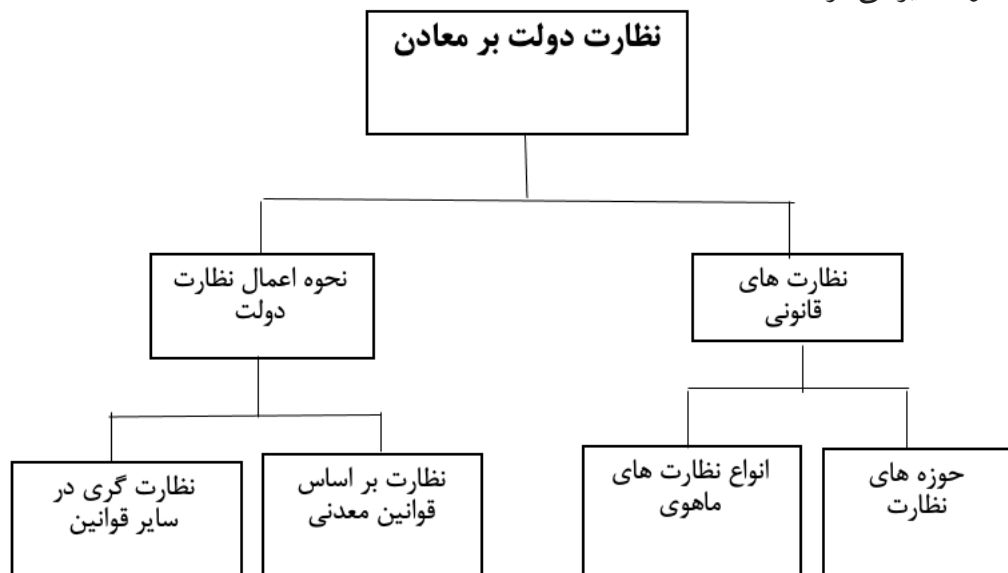 نظارت دولت بر معادن
نظارت های
قانونی
نحوه اعمال نظارت
دولت
حوزه های
نظارت
انواع نظارت های
ماهوی
نظارت بر اساس
قوانین معدنی
نظارت گری در
سایر قوانین